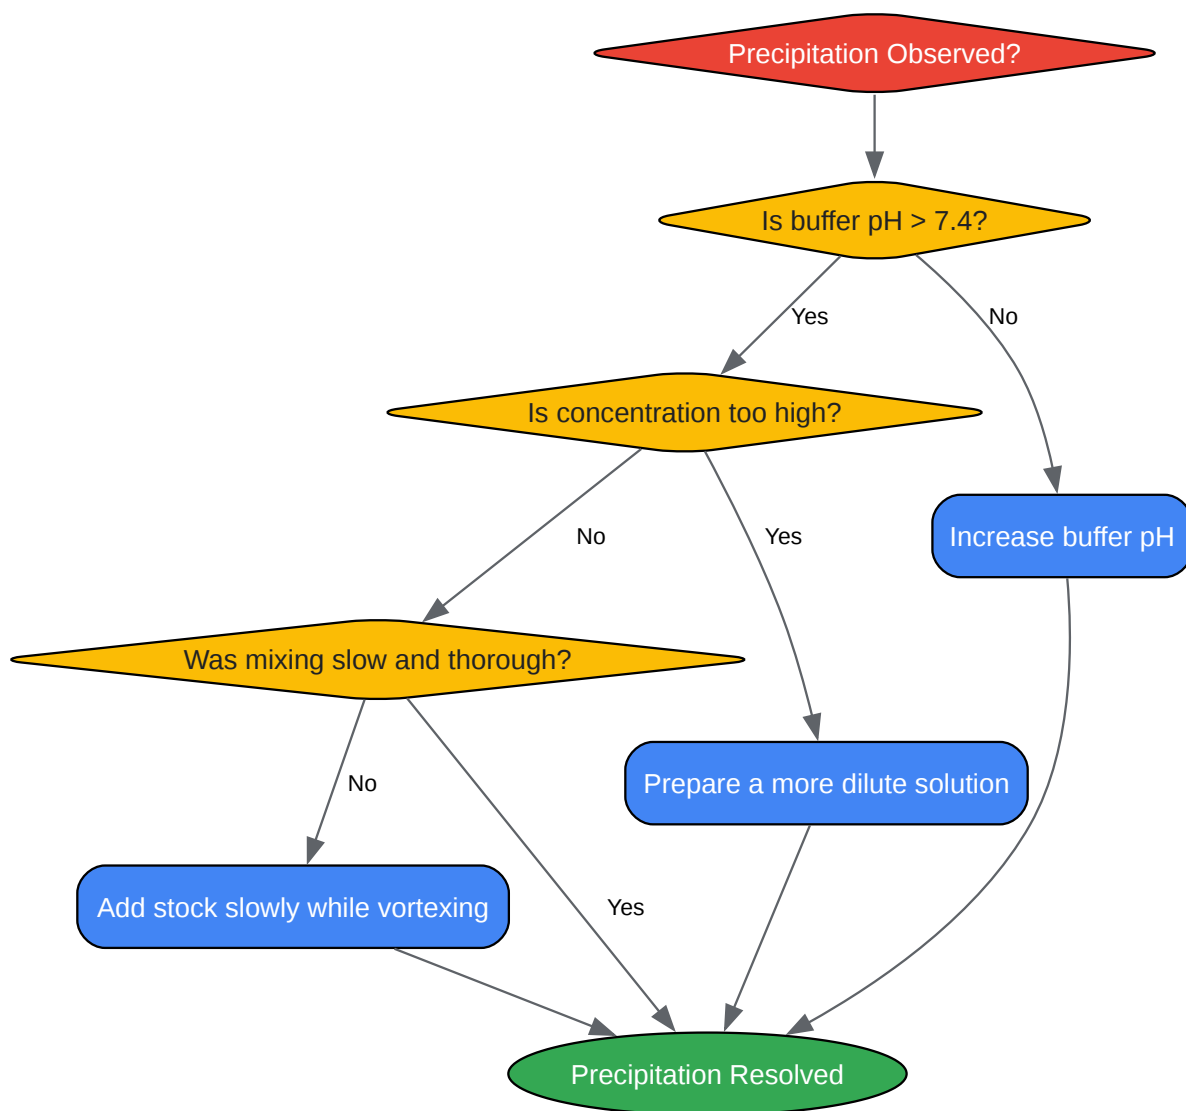 Precipitation Observed?
Is buffer pH > 7.4?
Yes
No
Is concentration too high?
No
Yes
Increase buffer pH
Was mixing slow and thorough?
Prepare a more dilute solution
No
Add stock slowly while vortexing
Yes
Precipitation Resolved